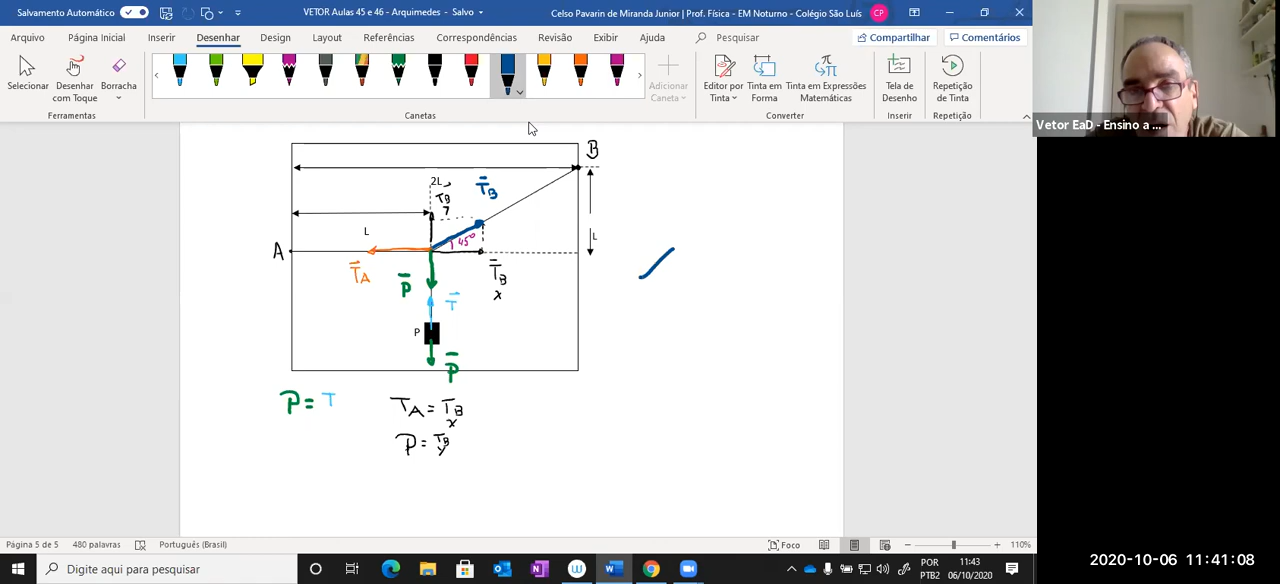 Salvamento Automático
VETOR Aulas 45 e 46 - Arquimedes - Salvo
Celso Pavarin de Miranda Junior | Prof. Física - EM Noturno - Colégio São Luís
CP
Arquivo
Página Inicial
Inserir
Desenhar
Design
Layout
Referências
Correspondências
Revisão
Exibir
Ajuda
Pesquisar
Compartilhar
Comentários
Selecionar
Desenhar
com Toque
Borracha
Adicionar
Caneta
Editor por
Tinta
Tinta em
Forma
Tinta em Expressões
Matemáticas
Tela de
Desenho
Repetição
de Tinta
Ferramentas
Canetas
Converter
Inserir
Repetição
Vetor EaD - Ensino a ...
B
2L
TB
y
TB
L
45°
L
A
TA
P
TB
x
T
P
P
P = T
TA = TB
x
P = TB
y
Página 5 de 5
480 palavras
Português (Brasil)
Foco
110%
Digite aqui para pesquisar
POR
PTB2
11:43
06/10/2020
2020-10-06 11:41:08